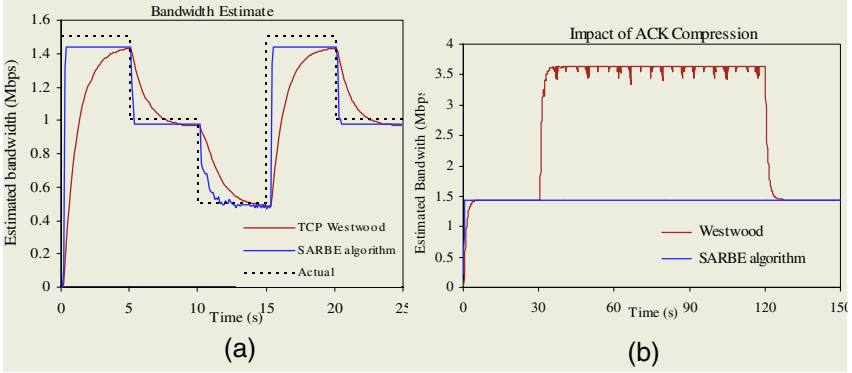 Bandwidth Estimate
1.6
1.4
1.2
1
0.8
0.6
0.4
0.2
0
Estimated bandwidth (Mbps)
TCP Westwood
SARBE algorithm
Actual
0 5 10 15 20 25
Time (s)
(a)
Impact of ACK Compression
4
3.5
3
2.5
2
1.5
1
0.5
0
Estimated Bandwith (Mbps
Westwood
SARBE algorithm
0 30 60 90 120 150
Time (s)
(b)